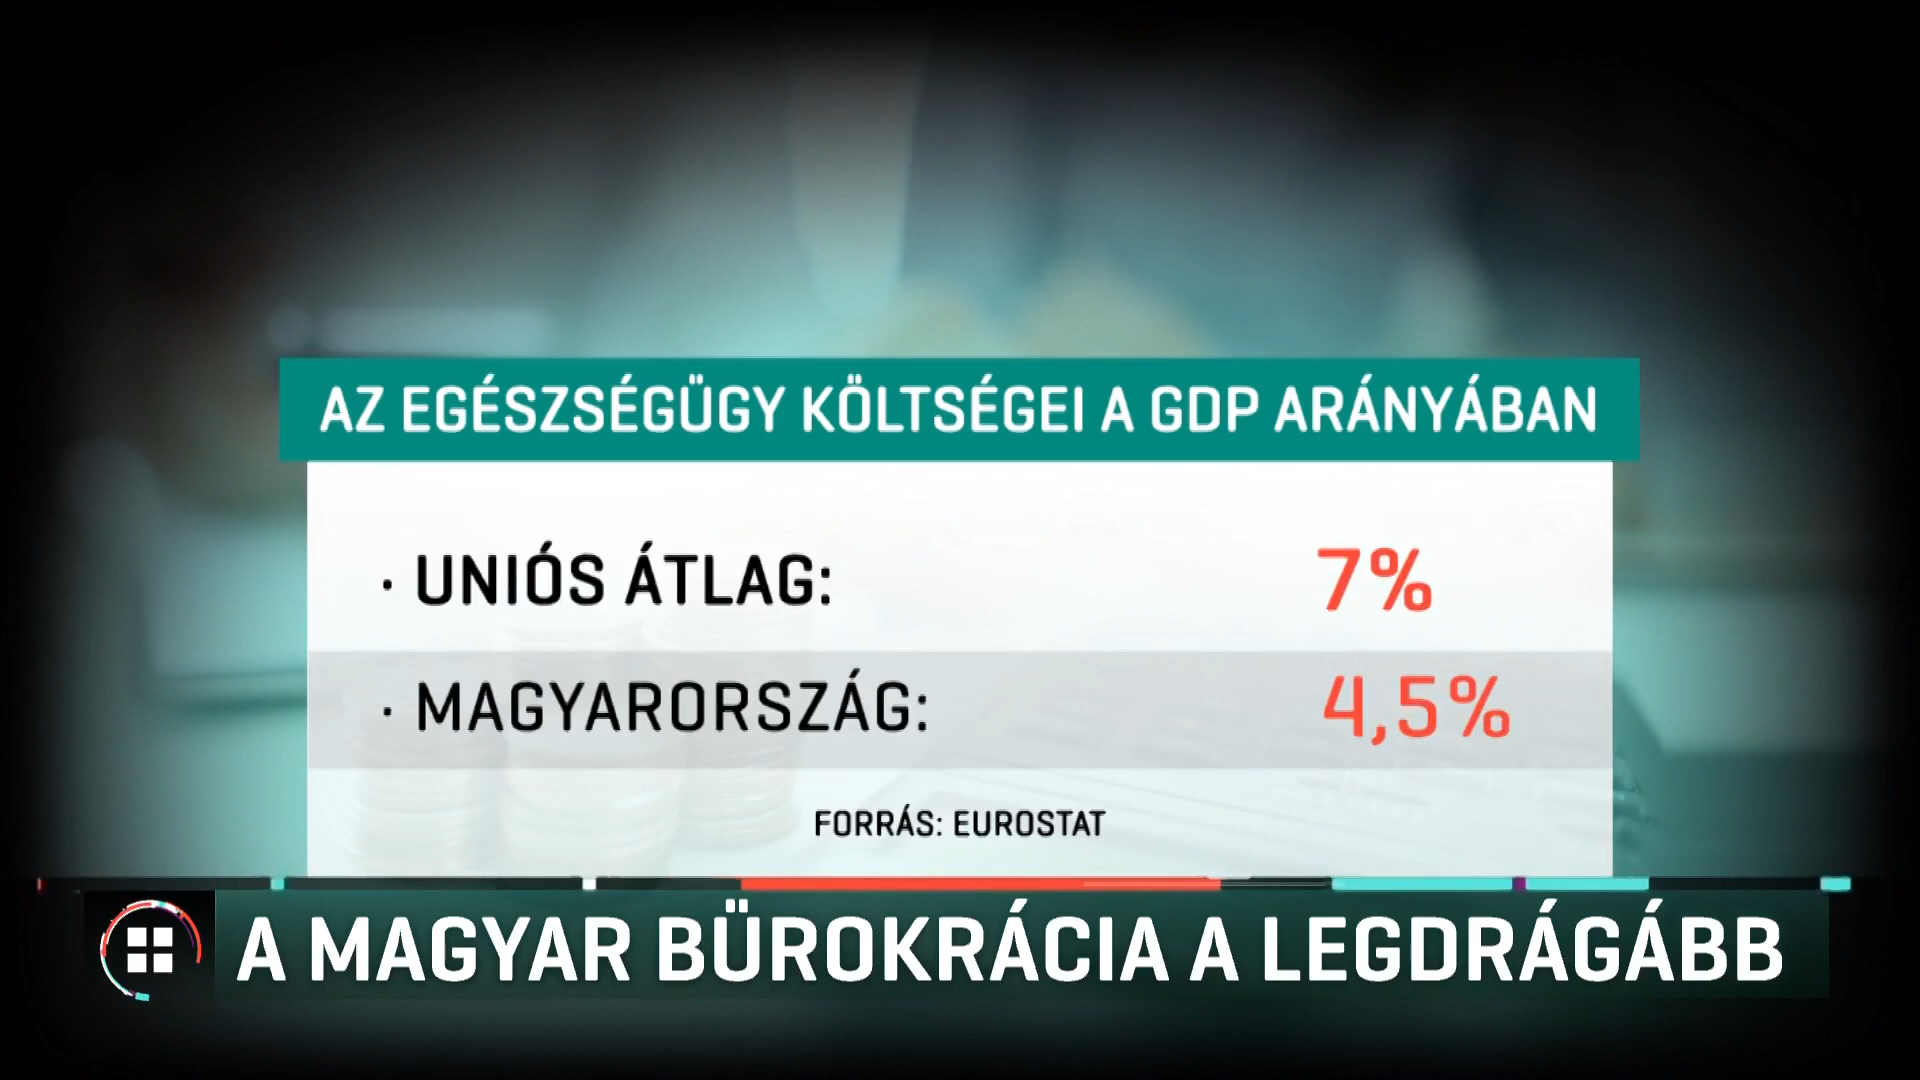 AZ EGÉSZSÉGÜGY KÖLTSÉGEI A GDP ARÁNYÁBAN
· UNIÓS ÁTLAG: 7%
· MAGYARORSZÁG: 4,5%
FORRÁS: EUROSTAT
A MAGYAR BÜROKRÁCIA A LEGDRÁGÁBB